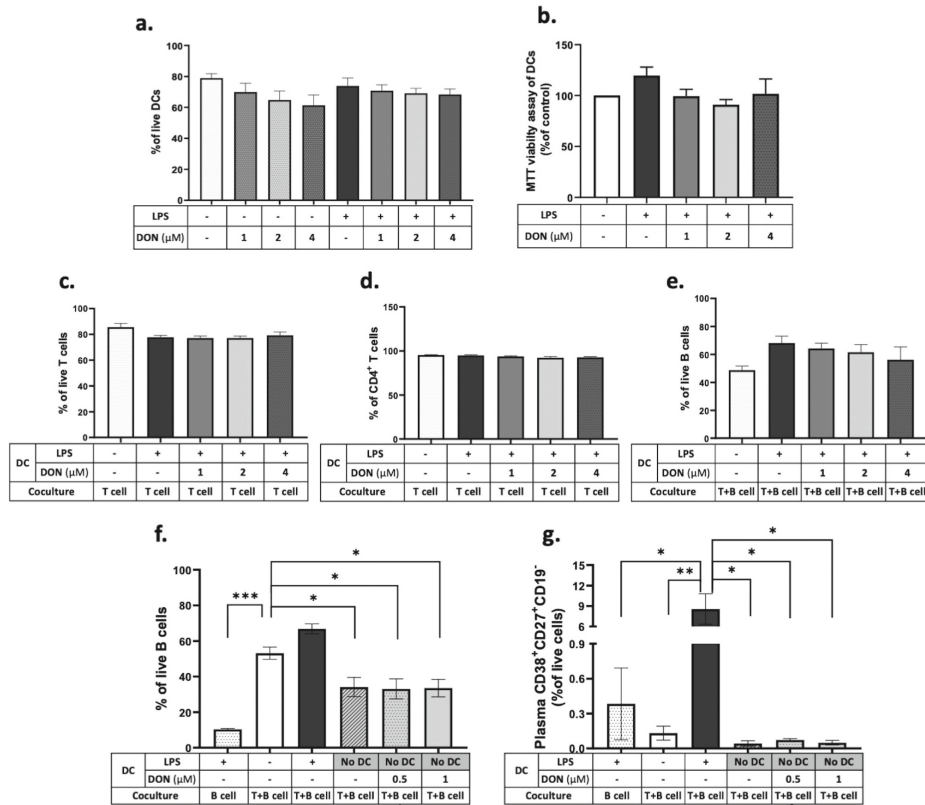 a.
% of live DCs
100
80
60
40
20
0
LPS - - - - + + + +
DON (µM) - 1 2 4 - 1 2 4
b.
MTT viabilty assay of DCs
(%of control)
150
100
50
0
LPS - + + + +
DON (µM) - - 1 2 4
c.
% of live T cells
100
80
60
40
20
0
DC LPS - + + + +
DON (µM) - - 1 2 4
Coculture T cell T cell T cell T cell T cell
d.
% of CD4⁺ T cells
150
100
50
0
DC LPS - + + + +
DON (µM) - - 1 2 4
Coculture T cell T cell T cell T cell T cell
e.
% of live B cells
100
80
60
40
20
0
DC LPS - + + + +
DON (µM) - - 1 2 4
Coculture T+B cell T+B cell T+B cell T+B cell T+B cell
f.
% of live B cells
100
80
60
40
20
0
*
*
*
***
DC LPS + - + No DC No DC No DC
DON (µM) - - - - 0.5 1
Coculture B cell T+B cell T+B cell T+B cell T+B cell T+B cell
g.
Plasma CD38⁺CD27⁺CD19⁻
(%of live cells)
15
12
9
6
0.9
0.6
0.3
0.0
*
*
*
**
*
DC LPS + - + No DC No DC No DC
DON (µM) - - - - 0.5 1
Coculture B cell T+B cell T+B cell T+B cell T+B cell T+B cell